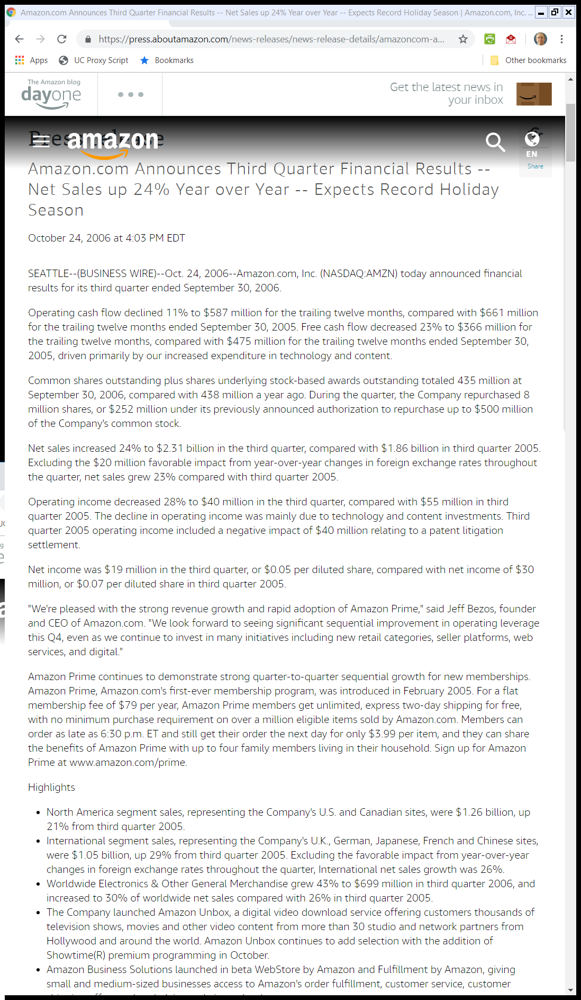 Amazon.com Announces Third Quarter Financial Results -- Net Sales up 24% Year over Year -- Expects Record Holiday Season | Amazon.com, Inc. ...
https://press.aboutamazon.com/news-releases/news-release-details/amazoncom-a...
Apps UC Proxy Script Bookmarks Other bookmarks
The Amazon blog
dayone
Get the latest news in
your inbox
Press release
amazon
EN
Share
Amazon.com Announces Third Quarter Financial Results --
Net Sales up 24% Year over Year -- Expects Record Holiday
Season
October 24, 2006 at 4:03 PM EDT
SEATTLE--(BUSINESS WIRE)--Oct. 24, 2006--Amazon.com, Inc. (NASDAQ:AMZN) today announced financial
results for its third quarter ended September 30, 2006.
Operating cash flow declined 11% to $587 million for the trailing twelve months, compared with $661 million
for the trailing twelve months ended September 30, 2005. Free cash flow decreased 23% to $366 million for
the trailing twelve months, compared with $475 million for the trailing twelve months ended September 30,
2005, driven primarily by our increased expenditure in technology and content.
Common shares outstanding plus shares underlying stock-based awards outstanding totaled 435 million at
September 30, 2006, compared with 438 million a year ago. During the quarter, the Company repurchased 8
million shares, or $252 million under its previously announced authorization to repurchase up to $500 million
of the Company's common stock.
Net sales increased 24% to $2.31 billion in the third quarter, compared with $1.86 billion in third quarter 2005.
Excluding the $20 million favorable impact from year-over-year changes in foreign exchange rates throughout
the quarter, net sales grew 23% compared with third quarter 2005.
Operating income decreased 28% to $40 million in the third quarter, compared with $55 million in third
quarter 2005. The decline in operating income was mainly due to technology and content investments. Third
quarter 2005 operating income included a negative impact of $40 million relating to a patent litigation
settlement.
Net income was $19 million in the third quarter, or $0.05 per diluted share, compared with net income of $30
million, or $0.07 per diluted share in third quarter 2005.
"We're pleased with the strong revenue growth and rapid adoption of Amazon Prime," said Jeff Bezos, founder
and CEO of Amazon.com. "We look forward to seeing significant sequential improvement in operating leverage
this Q4, even as we continue to invest in many initiatives including new retail categories, seller platforms, web
services, and digital."
Amazon Prime continues to demonstrate strong quarter-to-quarter sequential growth for new memberships.
Amazon Prime, Amazon.com's first-ever membership program, was introduced in February 2005. For a flat
membership fee of $79 per year, Amazon Prime members get unlimited, express two-day shipping for free,
with no minimum purchase requirement on over a million eligible items sold by Amazon.com. Members can
order as late as 6:30 p.m. ET and still get their order the next day for only $3.99 per item, and they can share
the benefits of Amazon Prime with up to four family members living in their household. Sign up for Amazon
Prime at www.amazon.com/prime.
Highlights
• North America segment sales, representing the Company's U.S. and Canadian sites, were $1.26 billion, up
21% from third quarter 2005.
• International segment sales, representing the Company's U.K., German, Japanese, French and Chinese sites,
were $1.05 billion, up 29% from third quarter 2005. Excluding the favorable impact from year-over-year
changes in foreign exchange rates throughout the quarter, International net sales growth was 26%.
• Worldwide Electronics & Other General Merchandise grew 43% to $699 million in third quarter 2006, and
increased to 30% of worldwide net sales compared with 26% in third quarter 2005.
• The Company launched Amazon Unbox, a digital video download service offering customers thousands of
television shows, movies and other video content from more than 30 studio and network partners from
Hollywood and around the world. Amazon Unbox continues to add selection with the addition of
Showtime(R) premium programming in October.
• Amazon Business Solutions launched in beta WebStore by Amazon and Fulfillment by Amazon, giving
small and medium-sized businesses access to Amazon's order fulfillment, customer service, customer